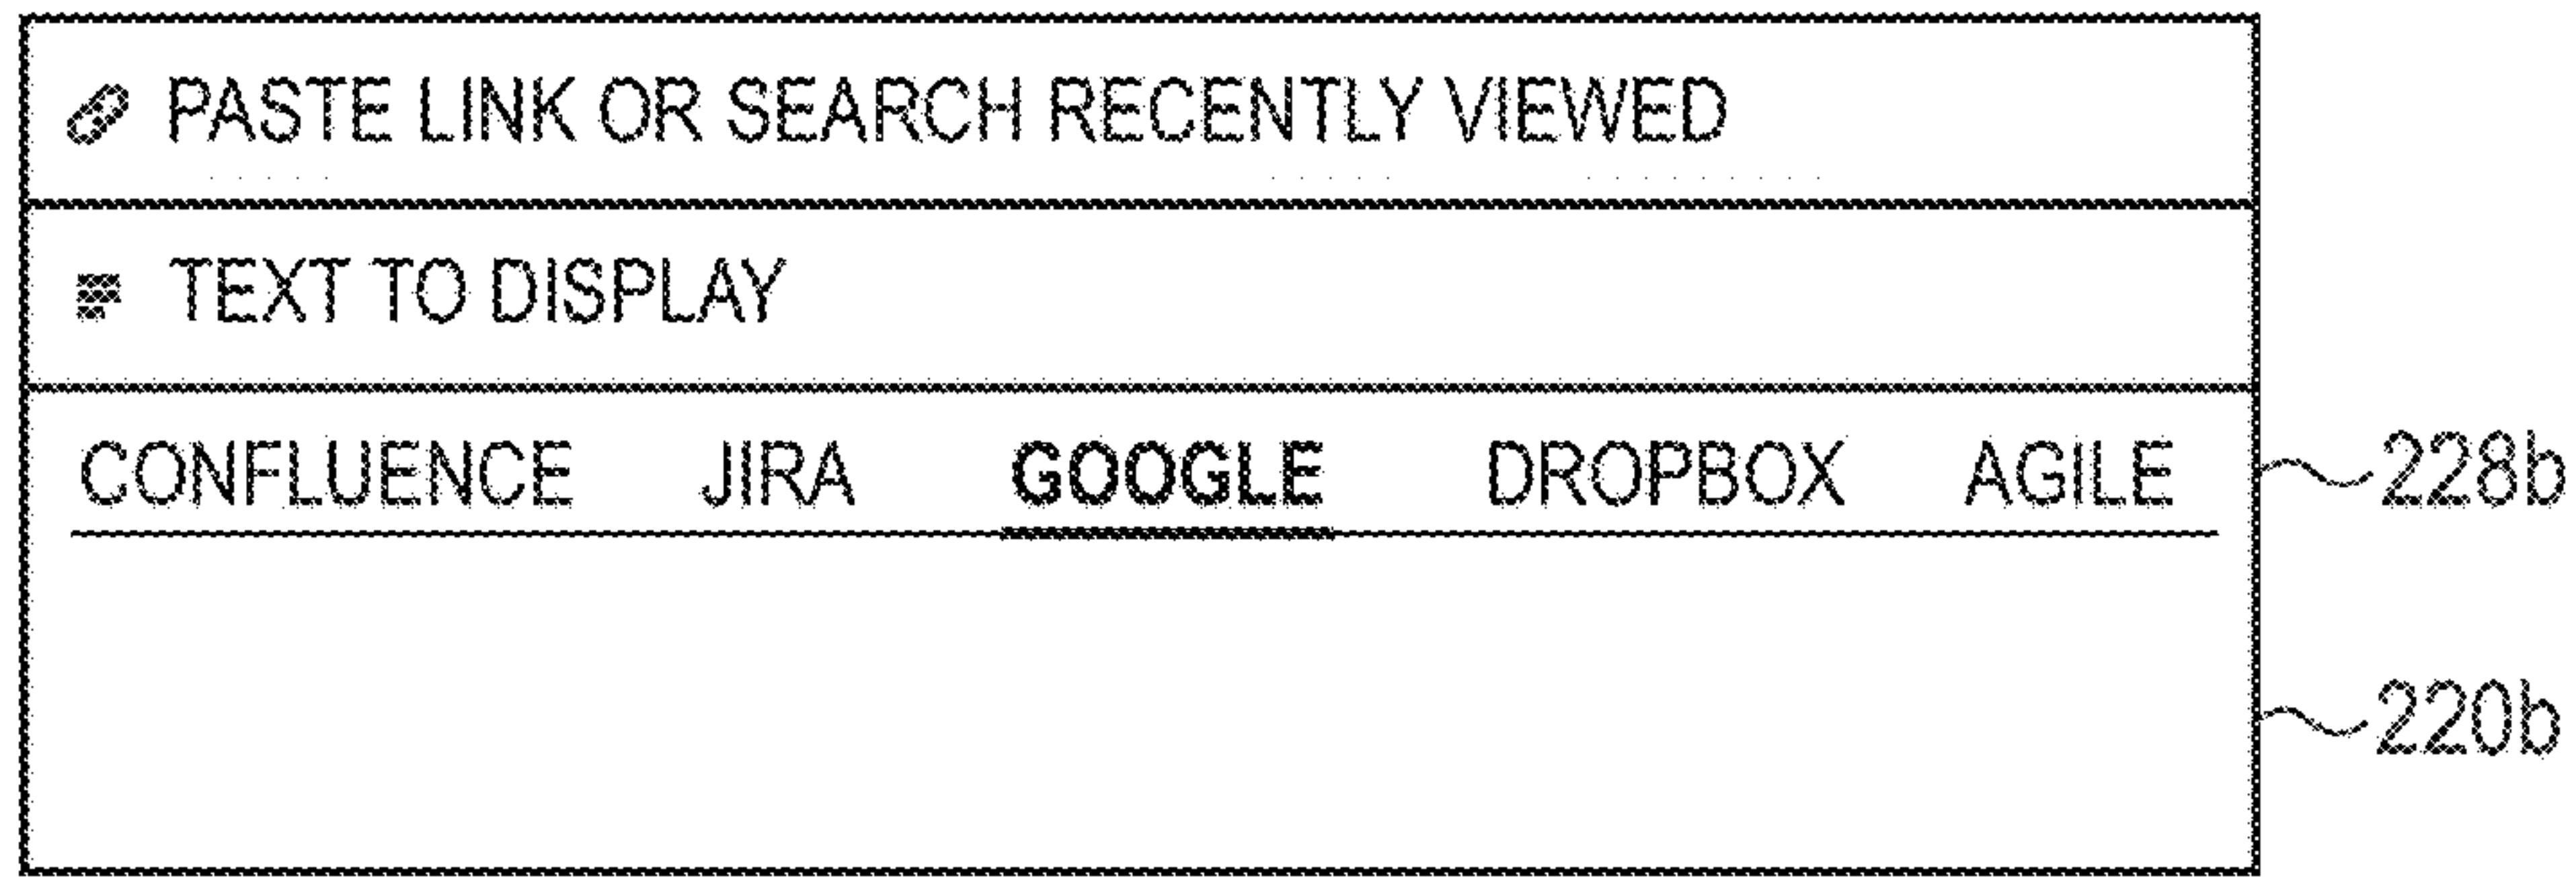 PASTE LINK OR SEARCH RECENTLY VIEWED
TEXT TO DISPLAY
CONFLUENCE JIRA GOOGLE DROPBOX AGILE 228b
220b